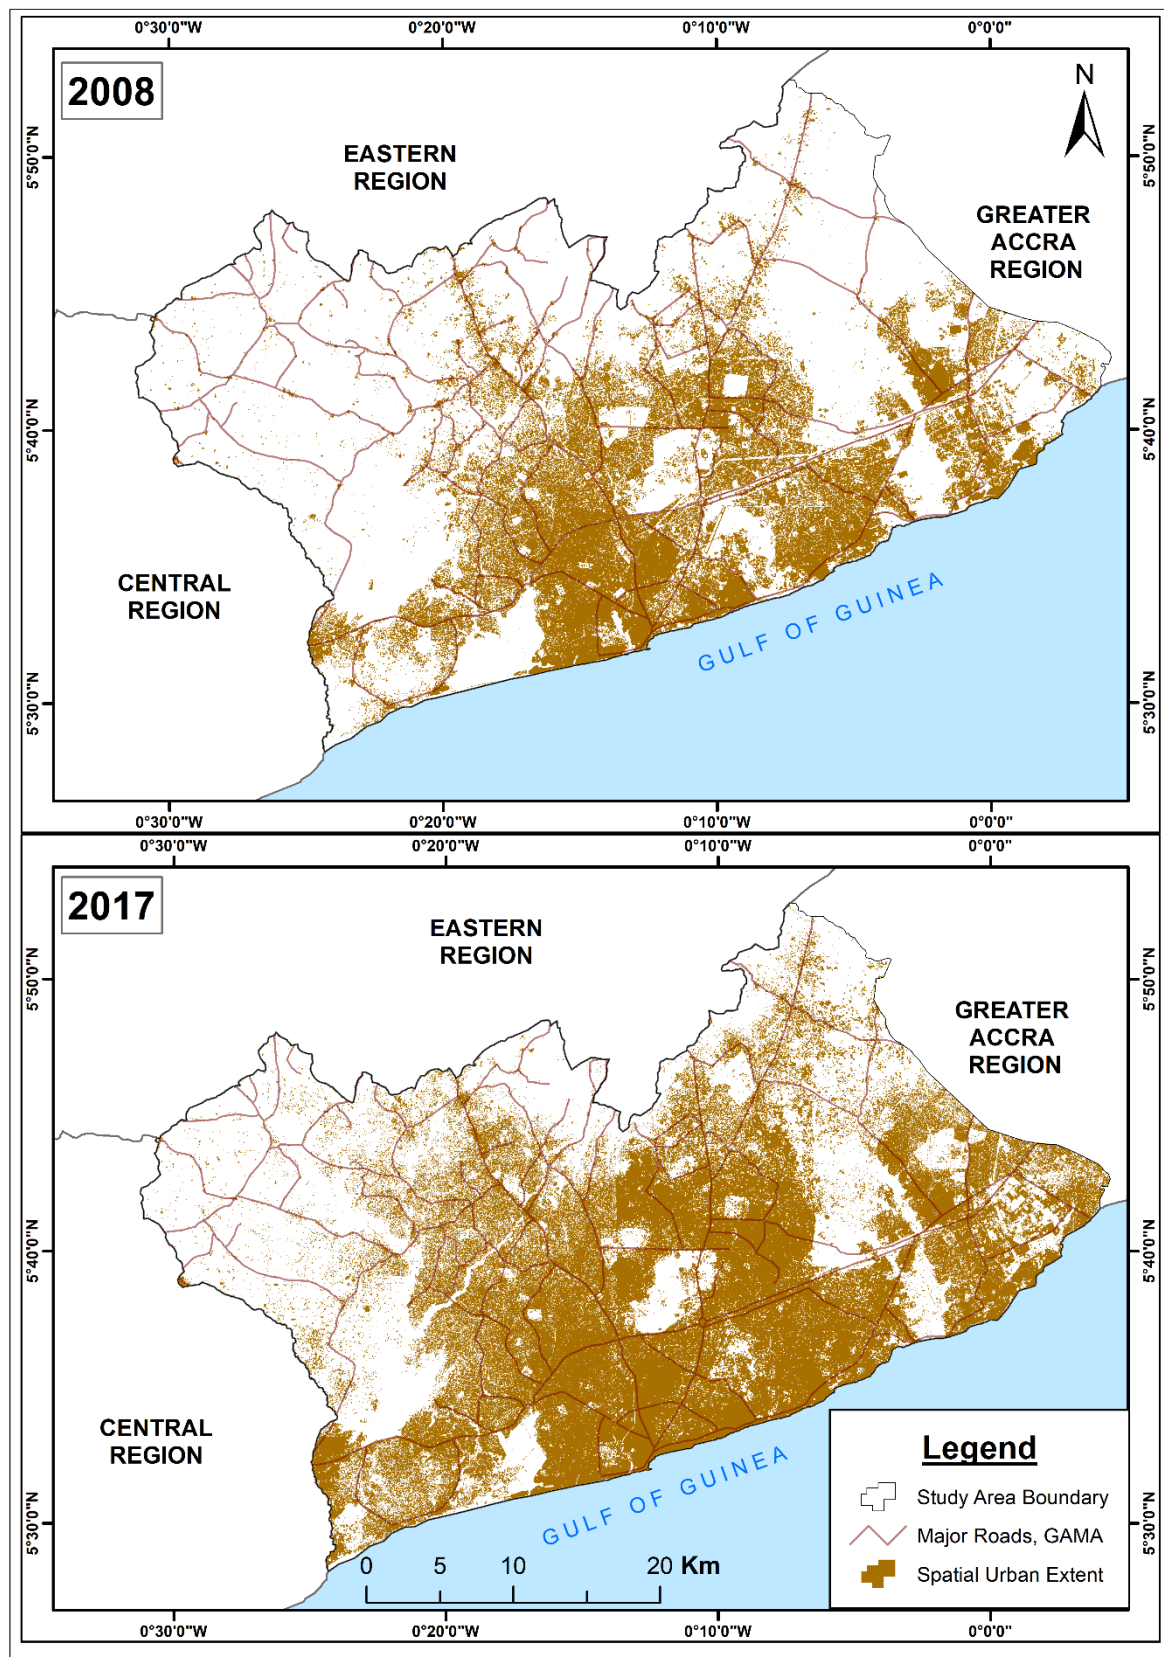 0°30'0"W 0°20'0"W 0°10'0"W 0°0'0"
2008
N
EASTERN
REGION
GREATER
ACCRA
REGION
5°50'0"N
5°50'0"N
5°40'0"N
5°40'0"N
CENTRAL
REGION
GULF OF GUINEA
5°30'0"N
5°30'0"N
0°30'0"W 0°20'0"W 0°10'0"W 0°0'0"
0°30'0"W 0°20'0"W 0°10'0"W 0°0'0"
2017
EASTERN
REGION
GREATER
ACCRA
REGION
5°50'0"N
5°50'0"N
5°40'0"N
5°40'0"N
CENTRAL
REGION
GULF OF GUINEA
5°30'0"N
5°30'0"N
0 5 10 20 Km
Legend
Study Area Boundary
Major Roads, GAMA
Spatial Urban Extent
0°30'0"W 0°20'0"W 0°10'0"W 0°0'0"